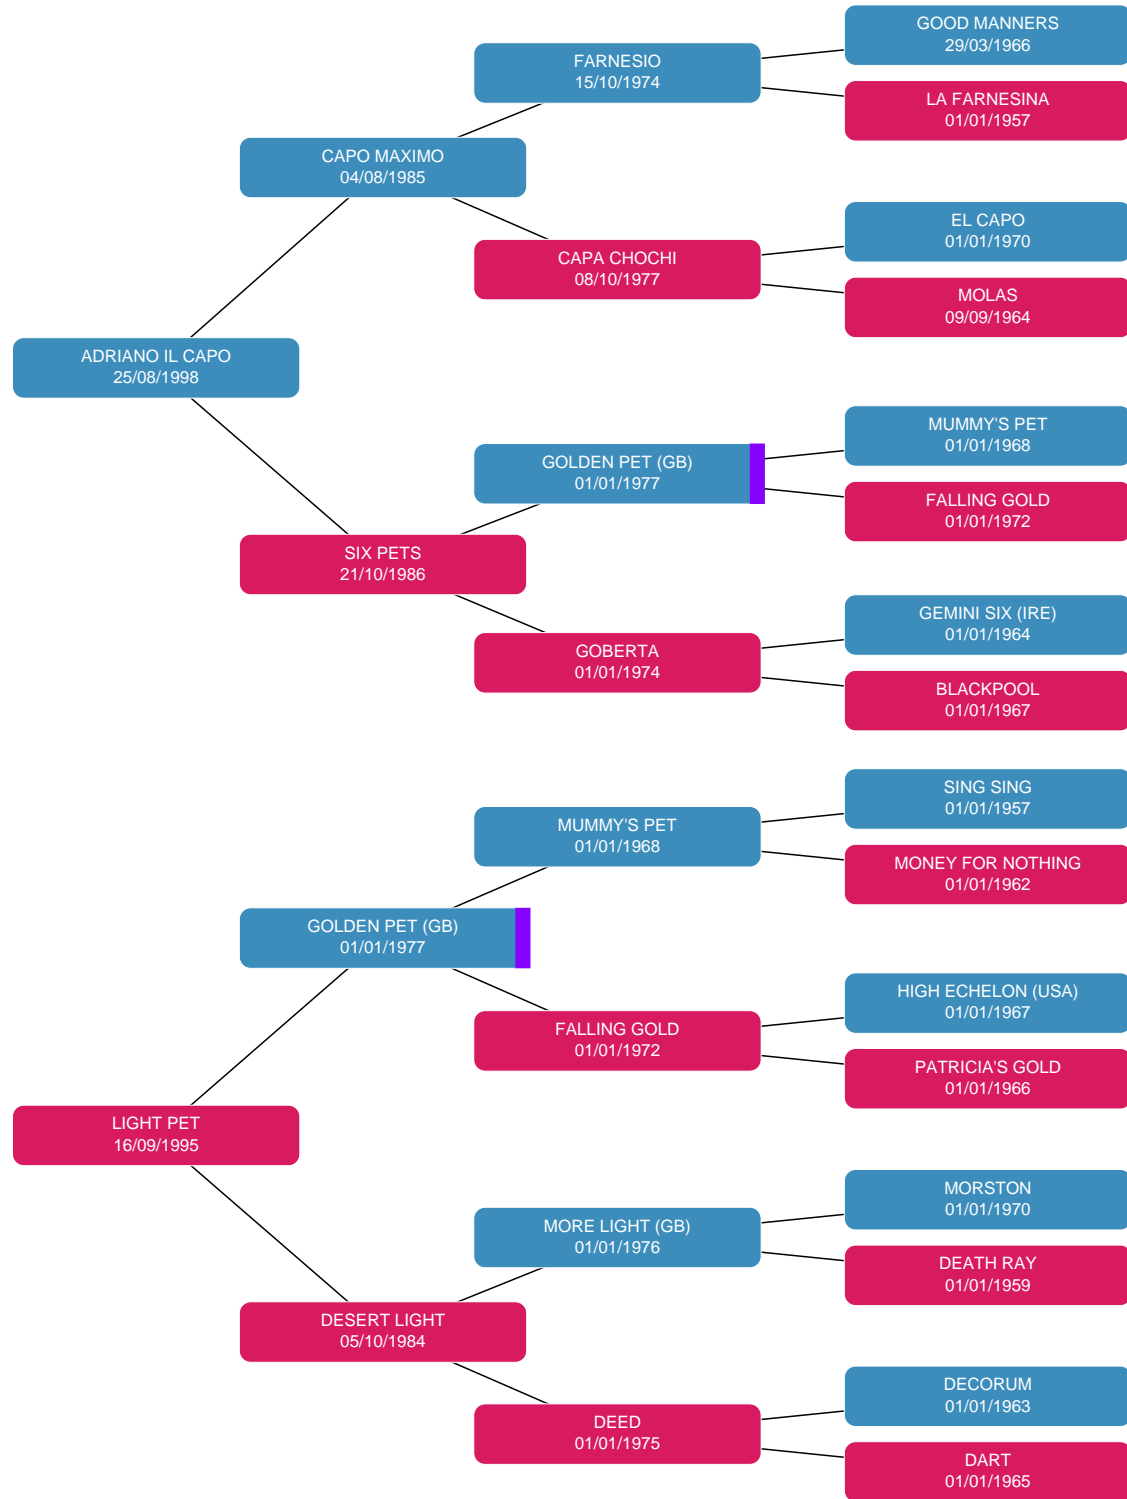 GOOD MANNERS
29/03/1966
FARNESIO
15/10/1974
LA FARNESINA
01/01/1957
CAPO MAXIMO
04/08/1985
EL CAPO
01/01/1970
CAPA CHOCHI
08/10/1977
MOLAS
09/09/1964
ADRIANO IL CAPO
25/08/1998
MUMMY'S PET
01/01/1968
GOLDEN PET (GB)
01/01/1977
FALLING GOLD
01/01/1972
SIX PETS
21/10/1986
GEMINI SIX (IRE)
01/01/1964
GOBERTA
01/01/1974
BLACKPOOL
01/01/1967
SING SING
01/01/1957
MUMMY'S PET
01/01/1968
MONEY FOR NOTHING
01/01/1962
GOLDEN PET (GB)
01/01/1977
HIGH ECHELON (USA)
01/01/1967
FALLING GOLD
01/01/1972
PATRICIA'S GOLD
01/01/1966
LIGHT PET
16/09/1995
MORSTON
01/01/1970
MORE LIGHT (GB)
01/01/1976
DEATH RAY
01/01/1959
DESERT LIGHT
05/10/1984
DECORUM
01/01/1963
DEED
01/01/1975
DART
01/01/1965